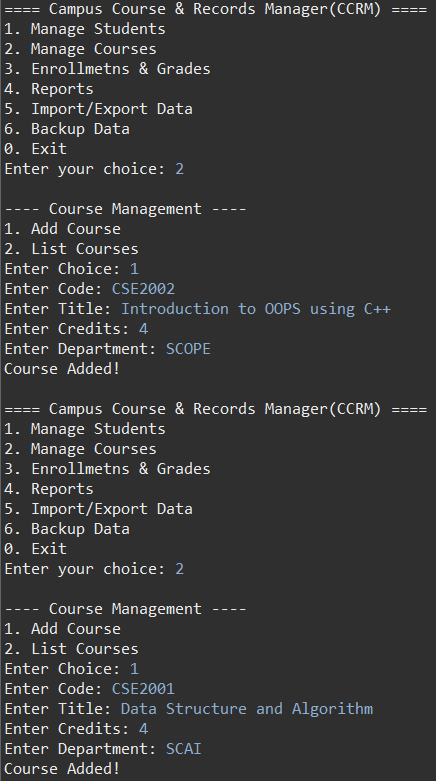 ==== Campus Course & Records Manager(CCRM) ====
1. Manage Students
2. Manage Courses
3. Enrollmetns & Grades
4. Reports
5. Import/Export Data
6. Backup Data
0. Exit
Enter your choice: 2

---- Course Management ----
1. Add Course
2. List Courses
Enter Choice: 1
Enter Code: CSE2002
Enter Title: Introduction to OOPS using C++
Enter Credits: 4
Enter Department: SCOPE
Course Added!

==== Campus Course & Records Manager(CCRM) ====
1. Manage Students
2. Manage Courses
3. Enrollmetns & Grades
4. Reports
5. Import/Export Data
6. Backup Data
0. Exit
Enter your choice: 2

---- Course Management ----
1. Add Course
2. List Courses
Enter Choice: 1
Enter Code: CSE2001
Enter Title: Data Structure and Algorithm
Enter Credits: 4
Enter Department: SCAI
Course Added!